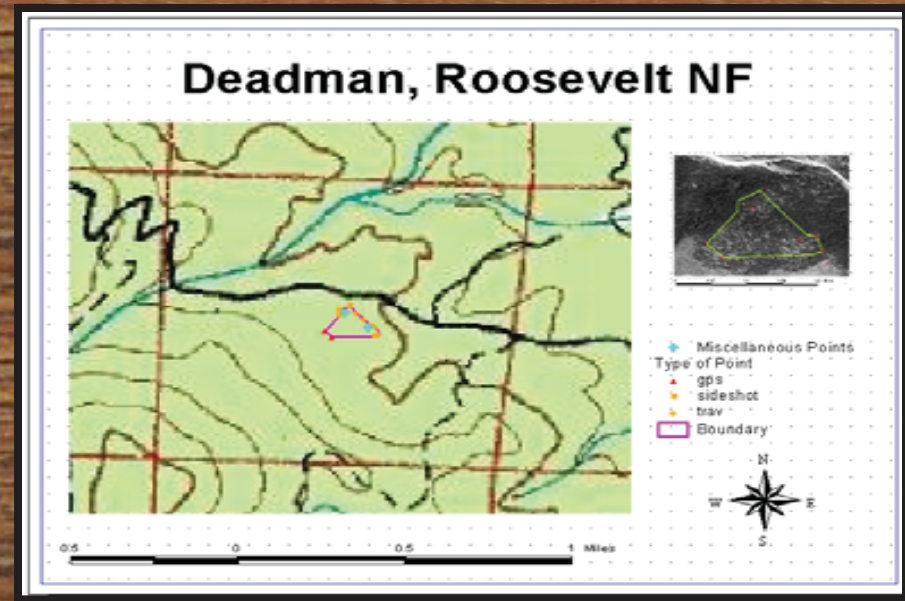 Deadman, Roosevelt NF
Miscellaneous Points
Type of Point
gps
sideshot
trav
Boundary
N
W E
S
0.5 0 0.5 1 Miles